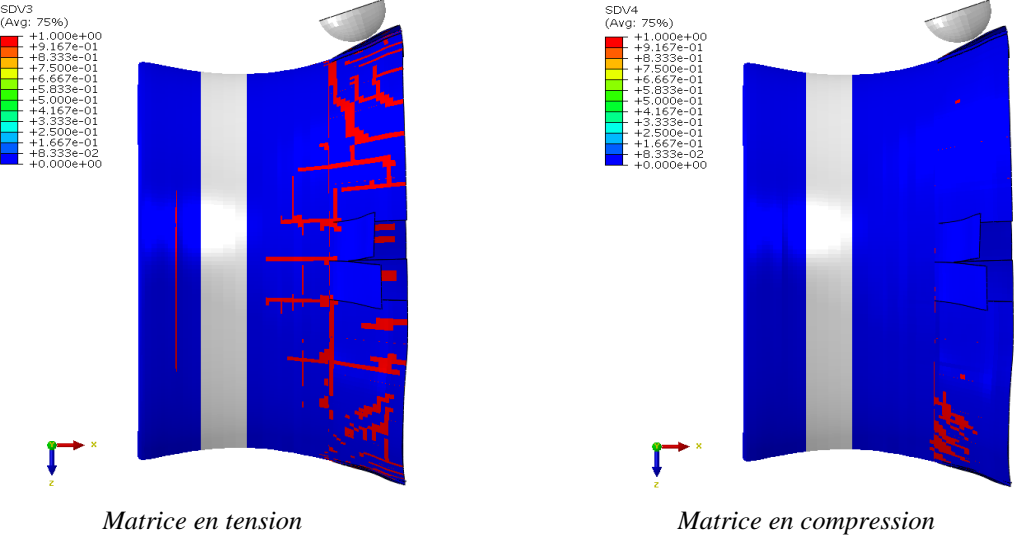 SDV3
(Avg: 75%)
+1.000e+00
+9.167e-01
+8.333e-01
+7.500e-01
+6.667e-01
+5.833e-01
+5.000e-01
+4.167e-01
+3.333e-01
+2.500e-01
+1.667e-01
+8.333e-02
+0.000e+00
x
Y
z
Matrice en tension
SDV4
(Avg: 75%)
+1.000e+00
+9.167e-01
+8.333e-01
+7.500e-01
+6.667e-01
+5.833e-01
+5.000e-01
+4.167e-01
+3.333e-01
+2.500e-01
+1.667e-01
+8.333e-02
+0.000e+00
x
Y
z
Matrice en compression